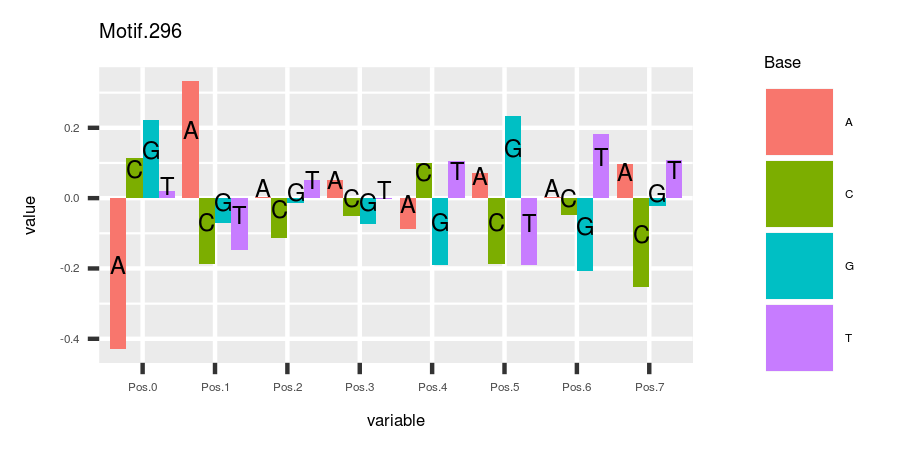 Motif.296
value
0.2
0.0
-0.2
-0.4
A C G T A C G T A C G T A C G T A C G T A C G T A C G T A C G T
Pos.0 Pos.1 Pos.2 Pos.3 Pos.4 Pos.5 Pos.6 Pos.7
variable
Base
A
C
G
T